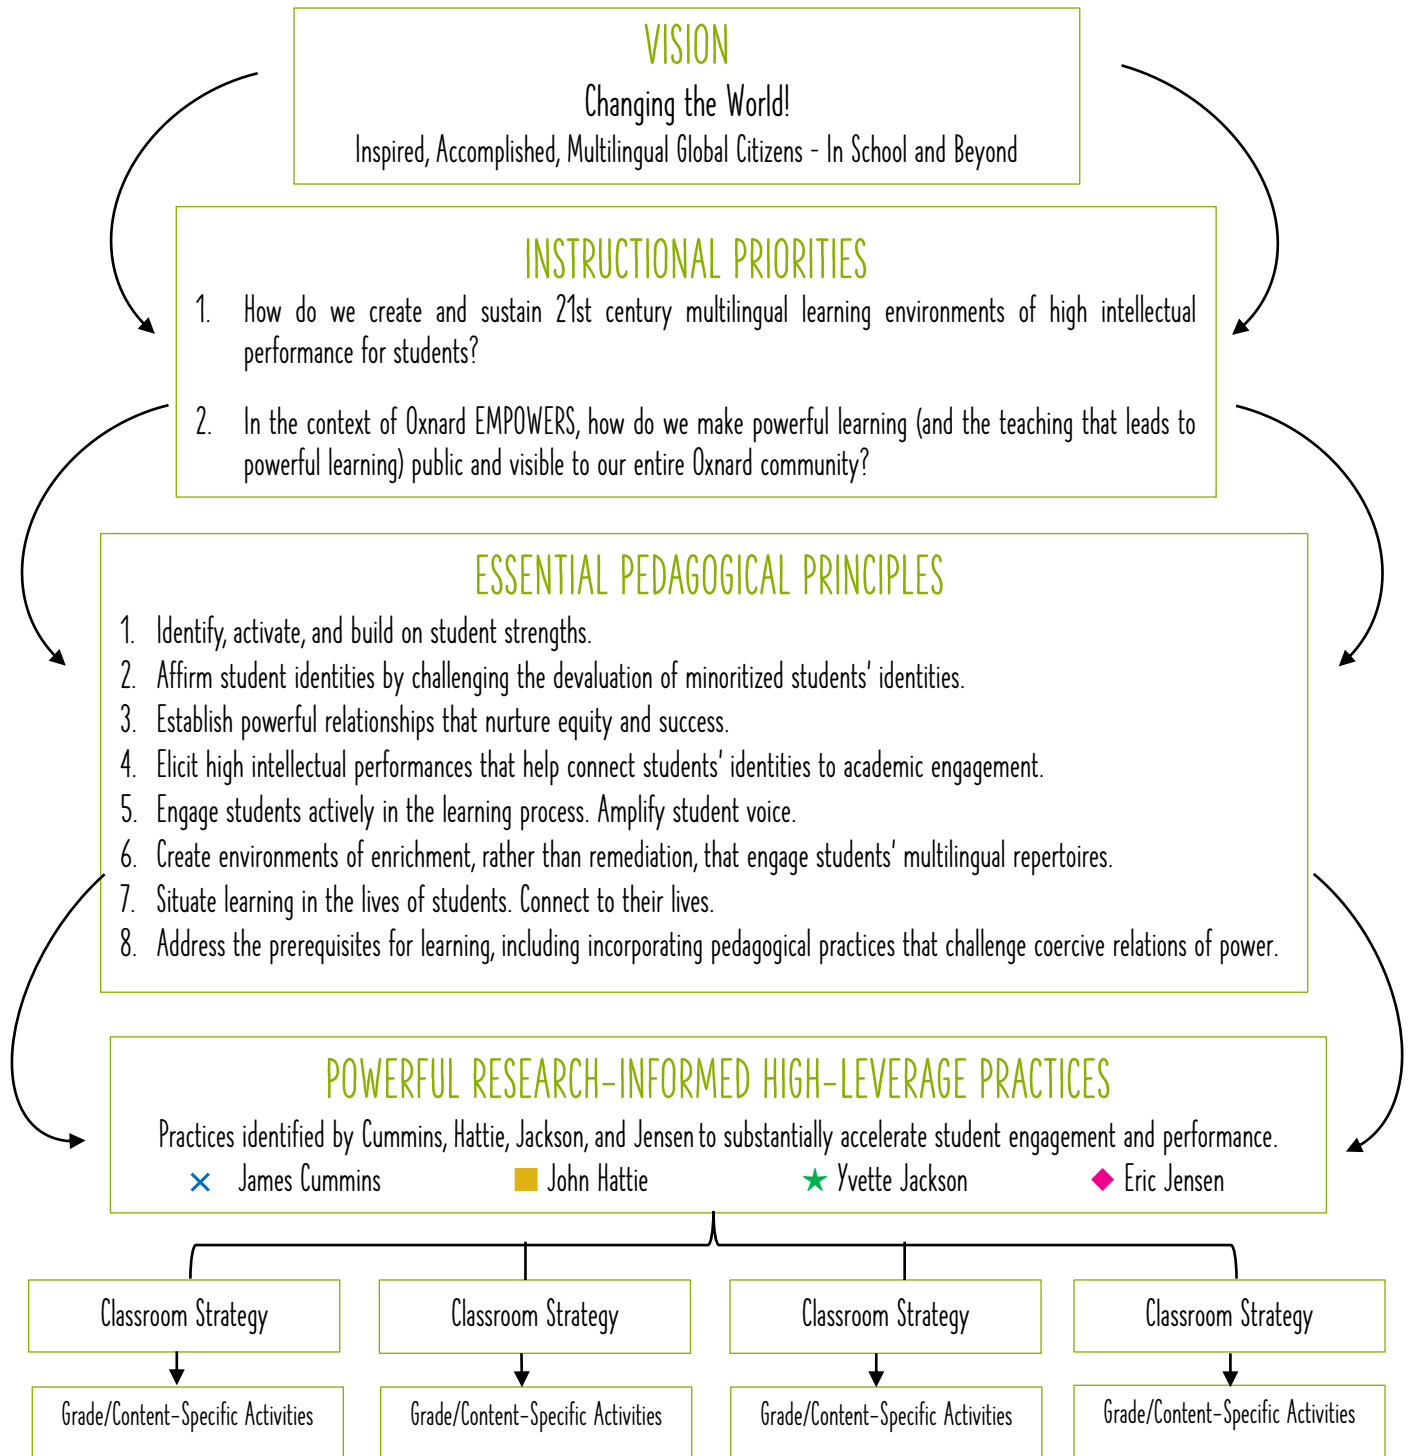 VISION
Changing the World!
Inspired, Accomplished, Multilingual Global Citizens - In School and Beyond
INSTRUCTIONAL PRIORITIES
1. How do we create and sustain 21st century multilingual learning environments of high intellectual
performance for students?
2. In the context of Oxnard EMPOWERS, how do we make powerful learning (and the teaching that leads to
powerful learning) public and visible to our entire Oxnard community?
ESSENTIAL PEDAGOGICAL PRINCIPLES
1. Identify, activate, and build on student strengths.
2. Affirm student identities by challenging the devaluation of minoritized students' identities.
3. Establish powerful relationships that nurture equity and success.
4. Elicit high intellectual performances that help connect students' identities to academic engagement.
5. Engage students actively in the learning process. Amplify student voice.
6. Create environments of enrichment, rather than remediation, that engage students' multilingual repertoires.
7. Situate learning in the lives of students. Connect to their lives.
8. Address the prerequisites for learning, including incorporating pedagogical practices that challenge coercive relations of power.
POWERFUL RESEARCH-INFORMED HIGH-LEVERAGE PRACTICES
Practices identified by Cummins, Hattie, Jackson, and Jensen to substantially accelerate student engagement and performance.
James Cummins John Hattie Yvette Jackson Eric Jensen
Classroom Strategy Classroom Strategy Classroom Strategy Classroom Strategy
Grade/Content-Specific Activities Grade/Content-Specific Activities Grade/Content-Specific Activities Grade/Content-Specific Activities